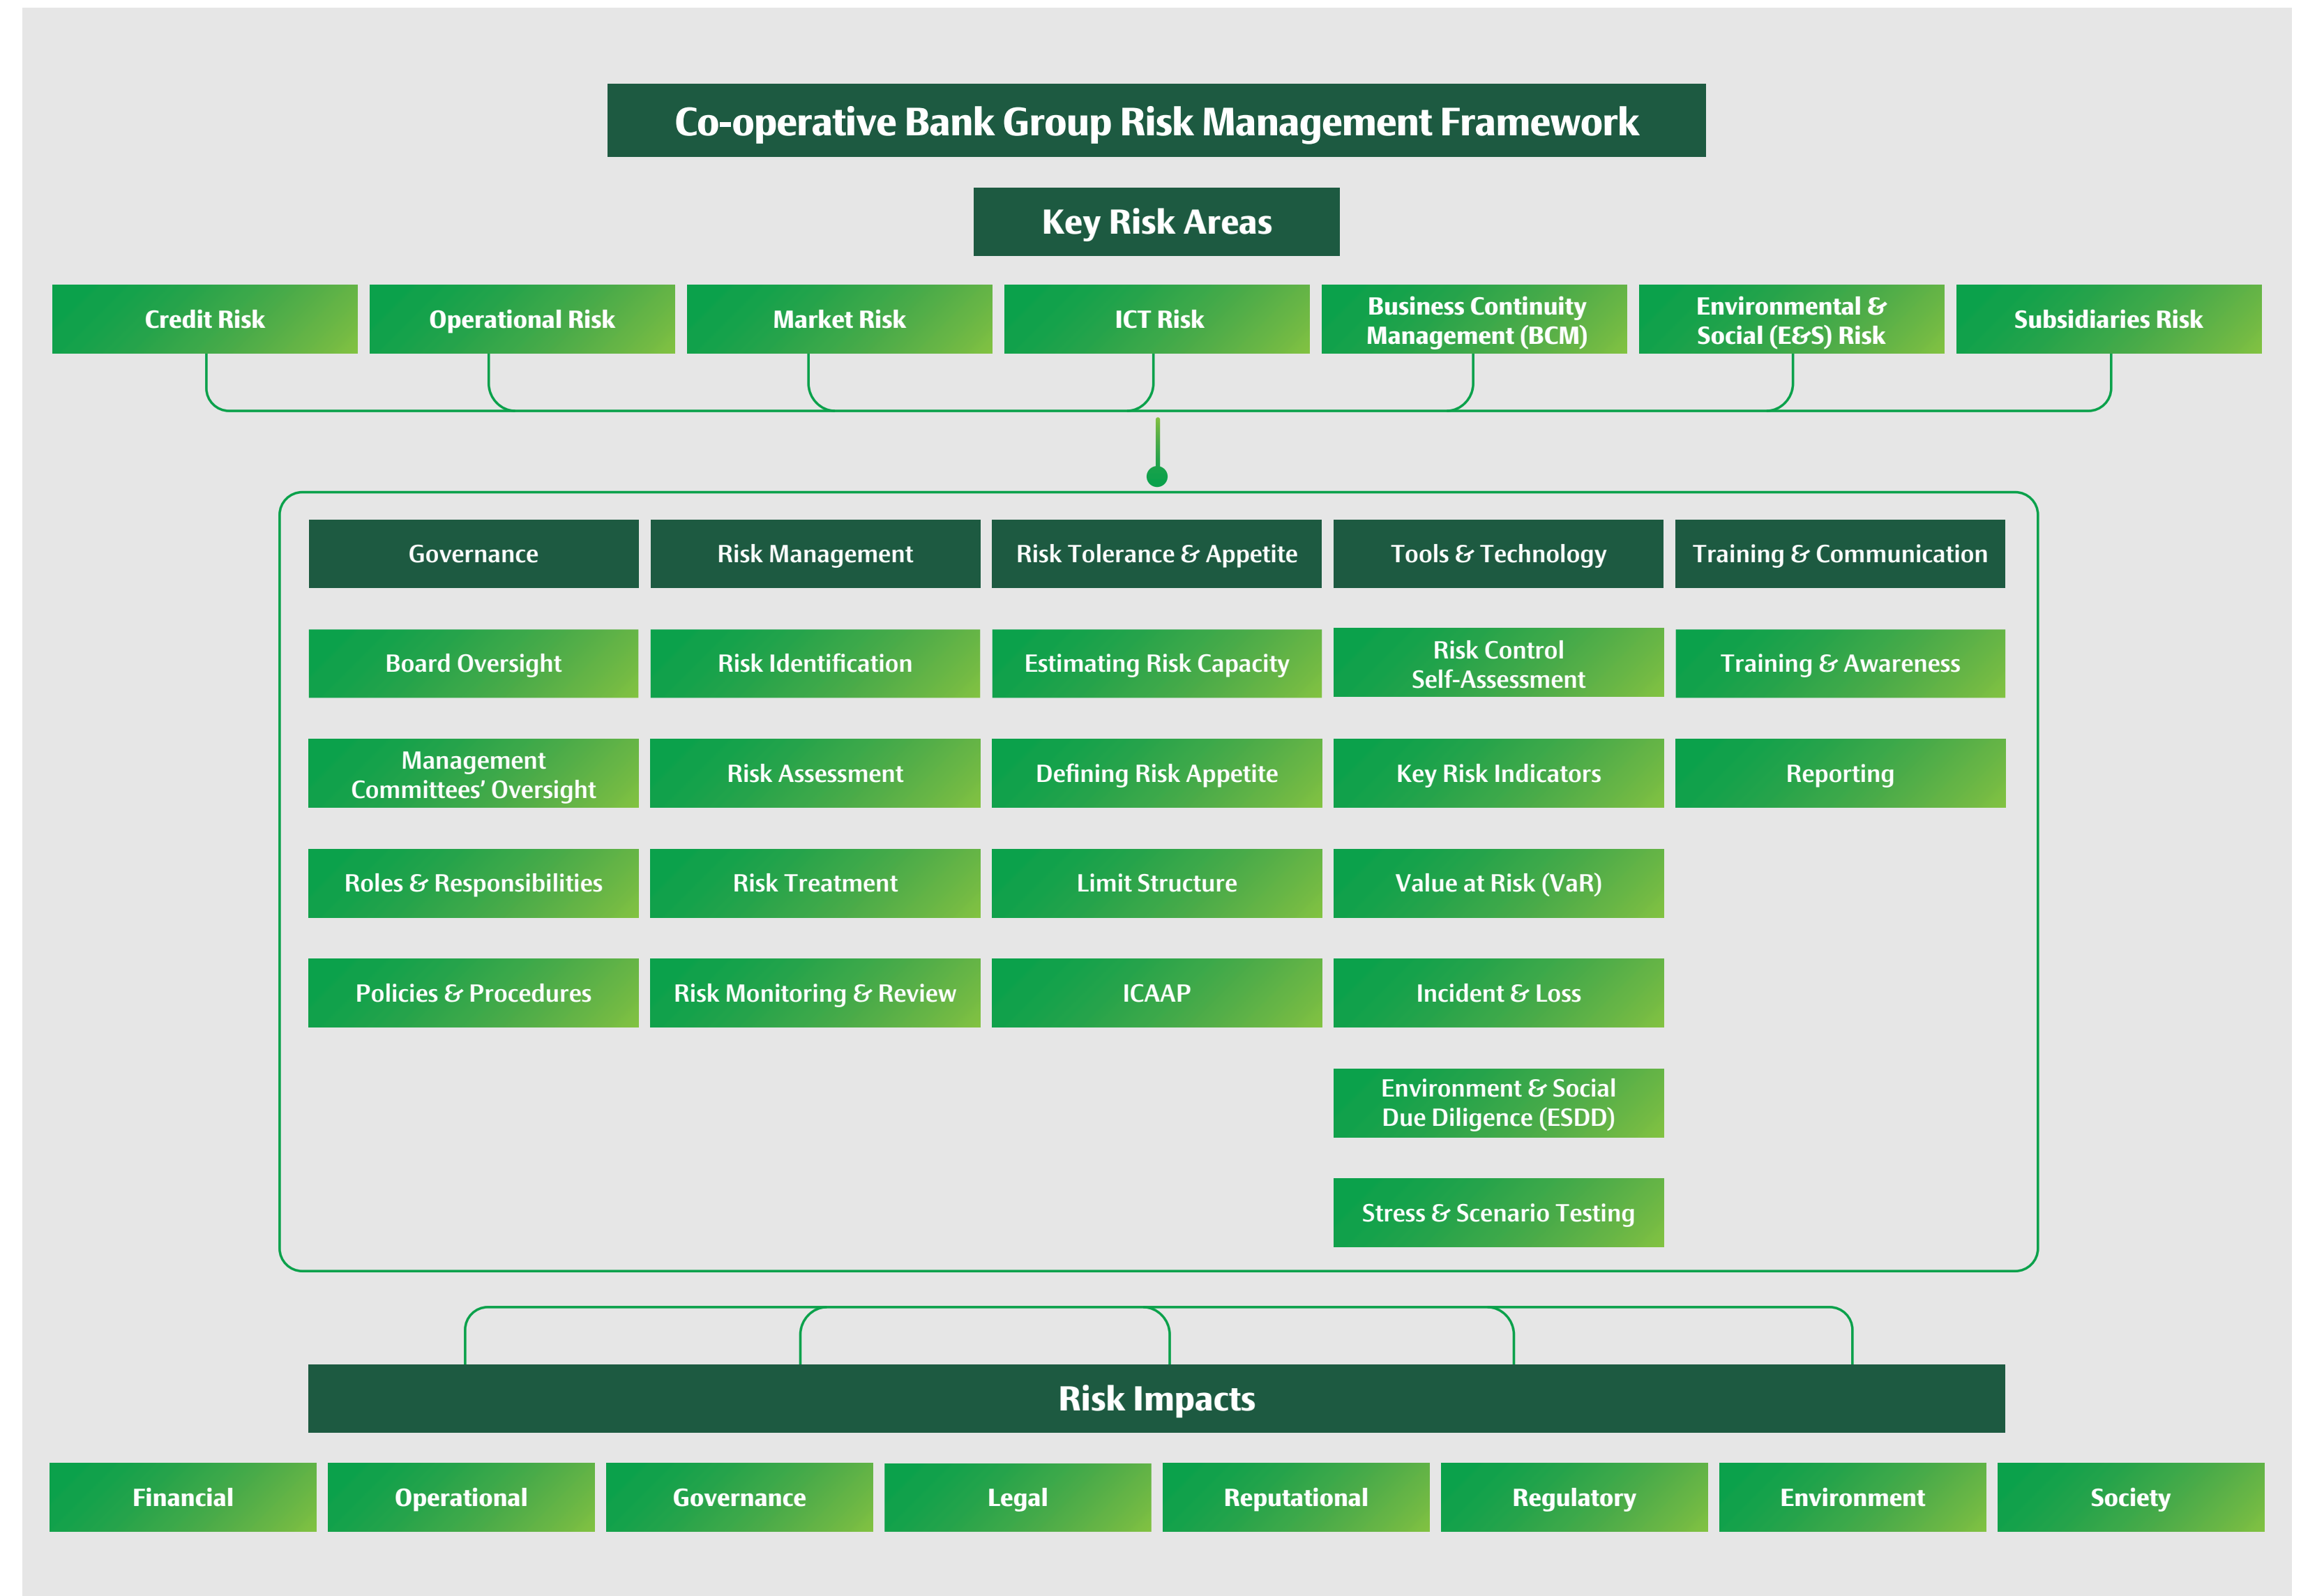 Co-operative Bank Group Risk Management Framework
Key Risk Areas
Credit Risk
Operational Risk
Market Risk
ICT Risk
Business Continuity
Management (BCM)
Environmental &
Social (E&S) Risk
Subsidiaries Risk
Governance
Risk Management
Risk Tolerance & Appetite
Tools & Technology
Training & Communication
Board Oversight
Risk Identification
Estimating Risk Capacity
Risk Control
Self-Assessment
Training & Awareness
Management
Committees’ Oversight
Risk Assessment
Defining Risk Appetite
Key Risk Indicators
Reporting
Roles & Responsibilities
Risk Treatment
Limit Structure
Value at Risk (VaR)
Policies & Procedures
Risk Monitoring & Review
ICAAP
Incident & Loss
Environment & Social
Due Diligence (ESDD)
Stress & Scenario Testing
Risk Impacts
Financial
Operational
Governance
Legal
Reputational
Regulatory
Environment
Society